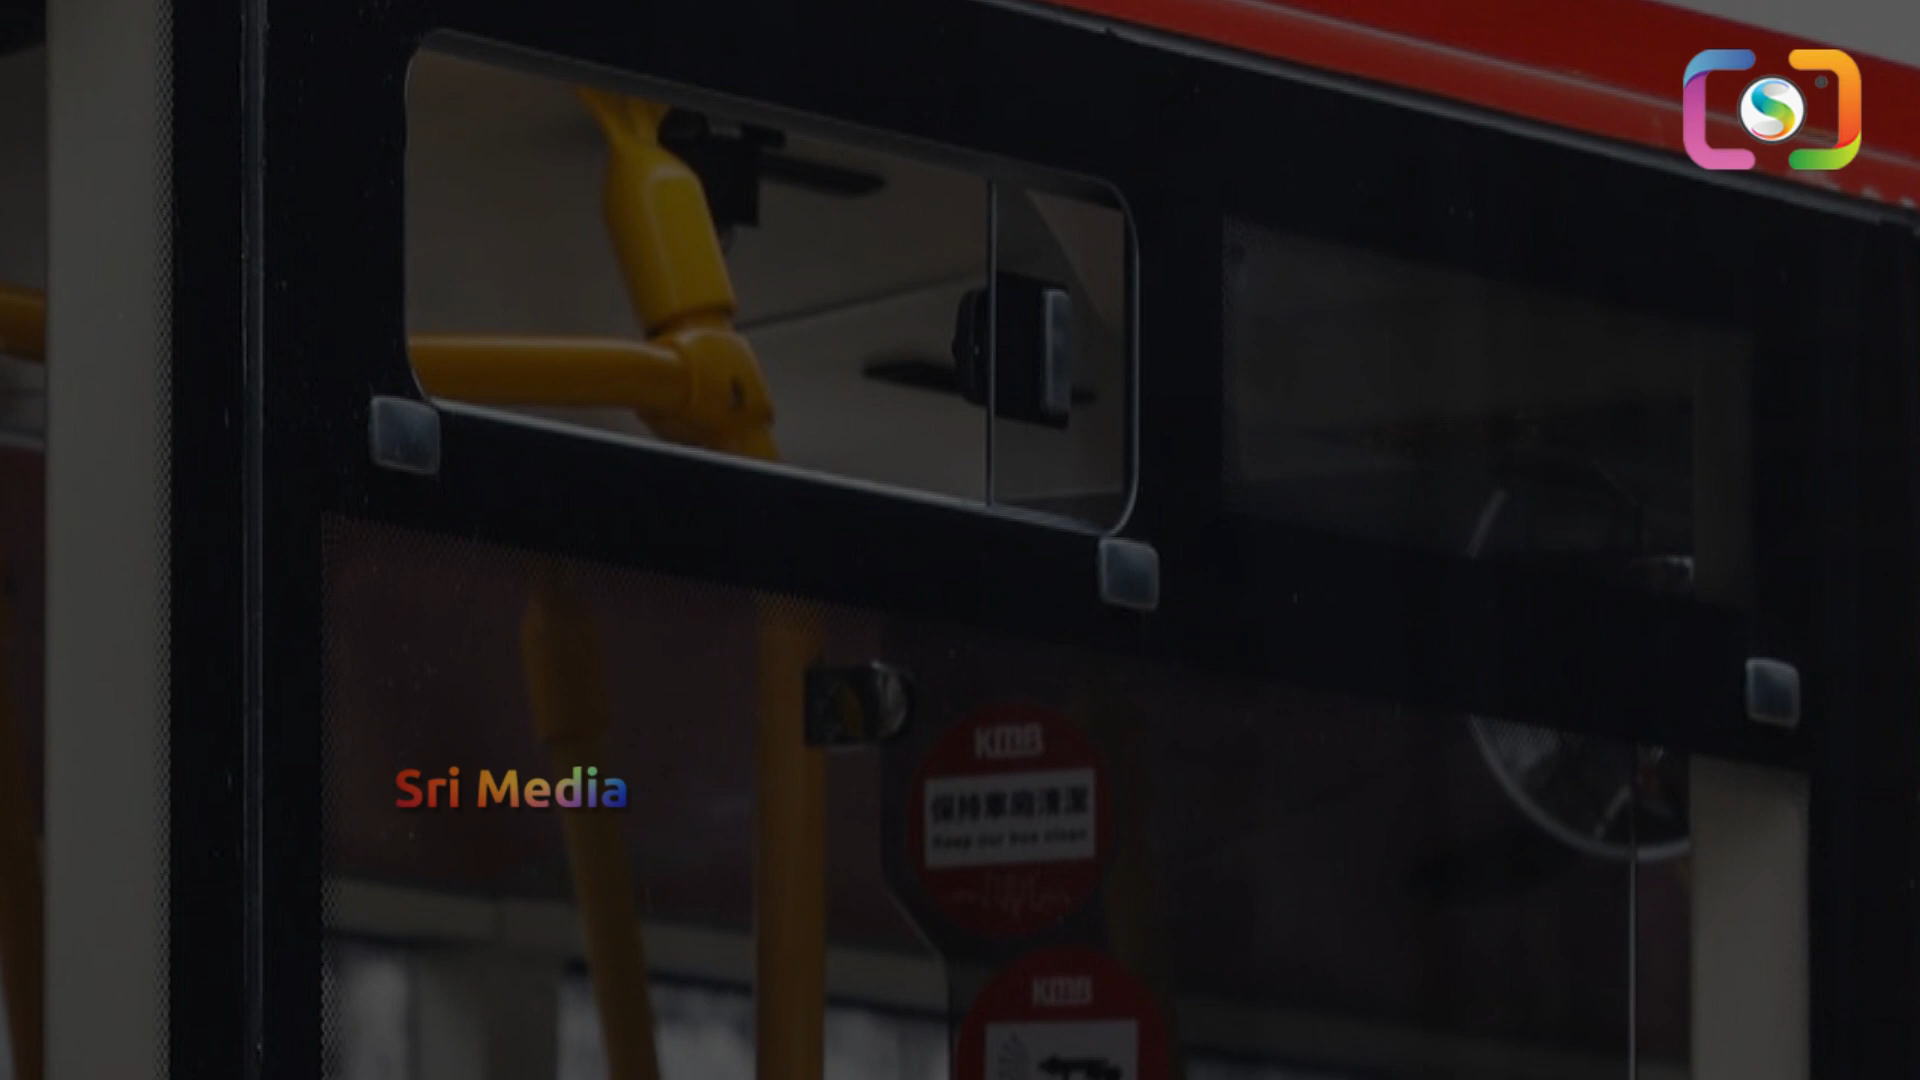 Sri Media
KMB
保持車廂清潔
Keep our bus clean
KMB